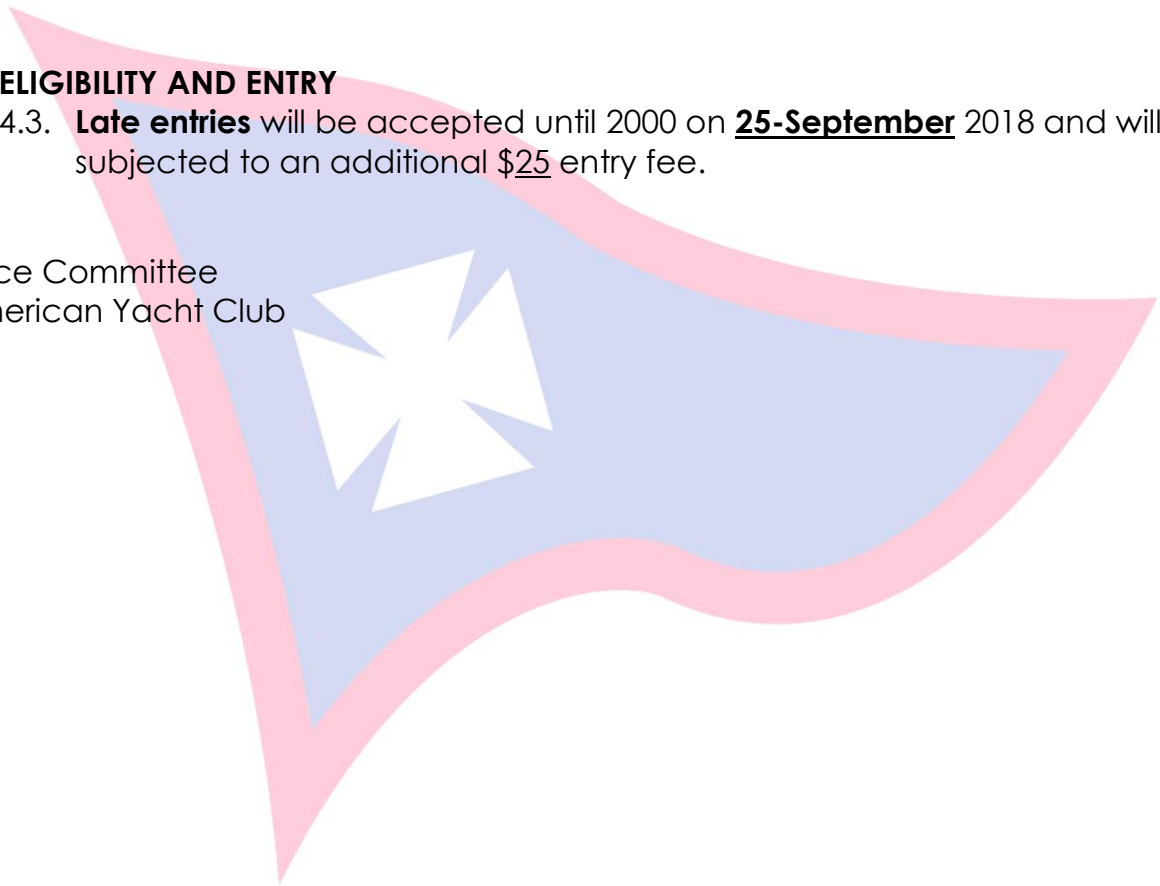 ELIGIBILITY AND ENTRY
4.3. Late entries will be accepted until 2000 on 25-September 2018 and will
subjected to an additional $25 entry fee.
ce Committee
merican Yacht Club